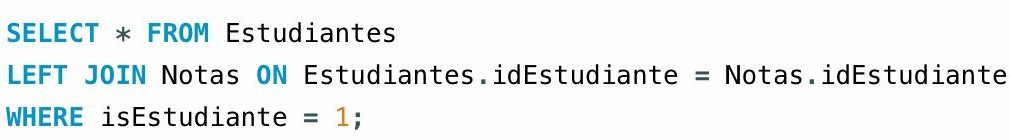 SELECT * FROM Estudiantes
LEFT JOIN Notas ON Estudiantes.idEstudiante = Notas.idEstudiante
WHERE isEstudiante = 1;